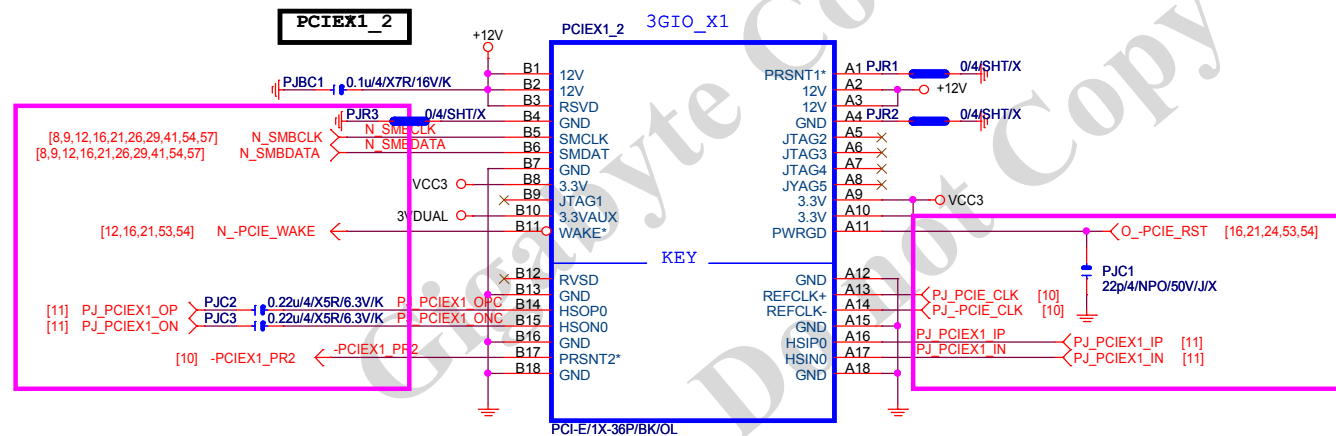 PCIEX1_2
3GIO_X1
PCIEX1_2
+12V
B1 12V PRSNT1* A1 PJR1 0/4/SHT/X
PJBC1 0.1u/4/X7R/16V/K B2 12V 12V A2 +12V
B3 RSVD 12V A3
PJR3 0/4/SHT/X B4 GND GND A4 PJR2 0/4/SHT/X
[8,9,12,16,21,26,29,41,54,57] N_SMBCLK N_SMBCLK B5 SMCLK JTAG2 A5
[8,9,12,16,21,26,29,41,54,57] N_SMBDATA N_SMBDATA B6 SMDAT JTAG3 A6
B7 GND JTAG4 A7
VCC3 B8 3.3V JYAG5 A8
B9 JTAG1 3.3V A9 VCC3
3VDUAL B10 3.3VAUX 3.3V A10
[12,16,21,53,54] N_-PCIE_WAKE B11 WAKE* PWRGD A11 O_-PCIE_RST [16,21,24,53,54]
KEY
PJC1
22p/4/NPO/50V/J/X
B12 RVSD GND A12
B13 GND REFCLK+ A13 PJ_PCIE_CLK [10]
[11] PJ_PCIEX1_OP PJC2 0.22u/4/X5R/6.3V/K PJ_PCIEX1_OPC B14 HSOP0 REFCLK- A14 PJ_-PCIE_CLK [10]
[11] PJ_PCIEX1_ON PJC3 0.22u/4/X5R/6.3V/K PJ_PCIEX1_ONC B15 HSON0 GND A15
B16 GND HSIP0 A16 PJ_PCIEX1_IP PJ_PCIEX1_IP [11]
[10] -PCIEX1_PR2 -PCIEX1_PR2 B17 PRSNT2* HSIN0 A17 PJ_PCIEX1_IN PJ_PCIEX1_IN [11]
B18 GND GND A18
PCI-E/1X-36P/BK/OL
Gigabyte Co
Do not Copy